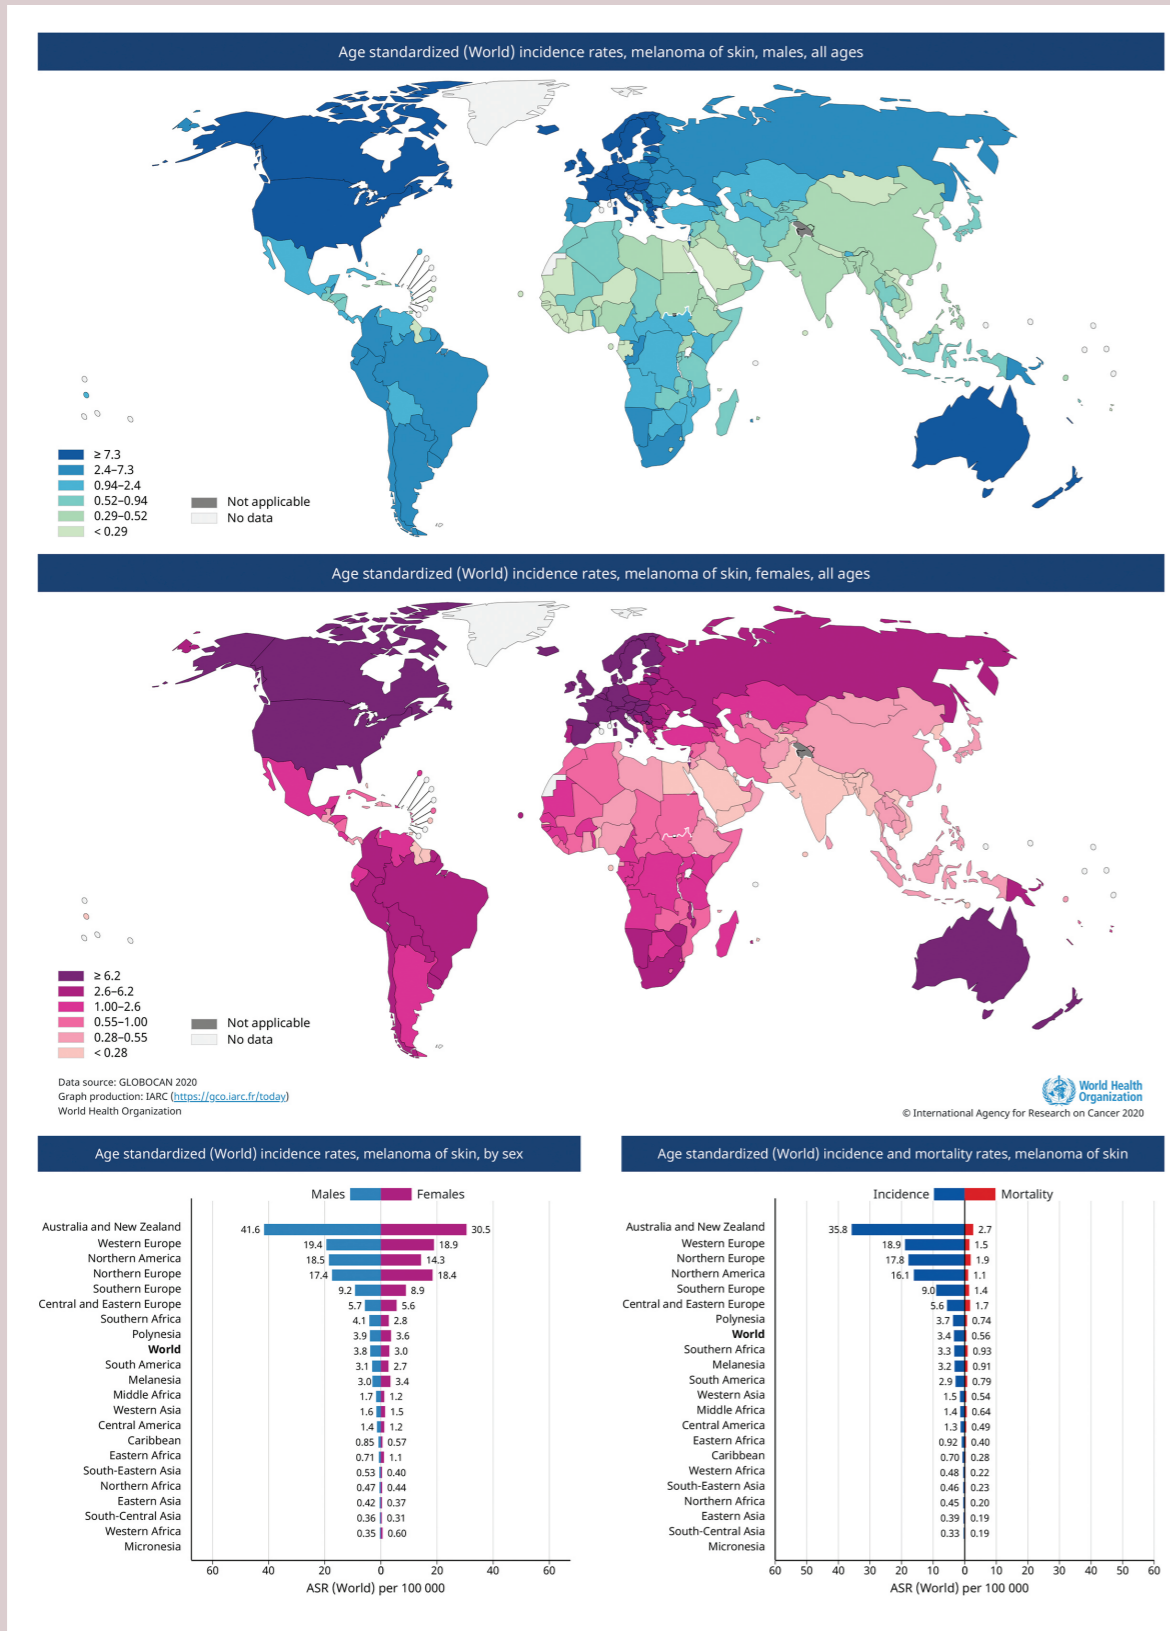 Age standardized (World) incidence rates, melanoma of skin, males, all ages
≥ 7.3
2.4–7.3
0.94–2.4
0.52–0.94
0.29–0.52
< 0.29
Not applicable
No data
Age standardized (World) incidence rates, melanoma of skin, females, all ages
≥ 6.2
2.6–6.2
1.00–2.6
0.55–1.00
0.28–0.55
< 0.28
Not applicable
No data
Data source: GLOBOCAN 2020
Graph production: IARC (https://gco.iarc.fr/today)
World Health Organization
World Health
Organization
© International Agency for Research on Cancer 2020
Age standardized (World) incidence rates, melanoma of skin, by sex
Males Females
Australia and New Zealand 41.6 30.5
Western Europe 19.4 18.9
Northern America 18.5 14.3
Northern Europe 17.4 18.4
Southern Europe 9.2 8.9
Central and Eastern Europe 5.7 5.6
Southern Africa 4.1 2.8
Polynesia 3.9 3.6
World 3.8 3.0
South America 3.1 2.7
Melanesia 3.0 3.4
Middle Africa 1.7 1.2
Western Asia 1.6 1.5
Central America 1.4 1.2
Caribbean 0.85 0.57
Eastern Africa 0.71 1.1
South-Eastern Asia 0.53 0.40
Northern Africa 0.47 0.44
Eastern Asia 0.42 0.37
South-Central Asia 0.36 0.31
Western Africa 0.35 0.60
Micronesia
60 40 20 0 20 40 60
ASR (World) per 100 000
Age standardized (World) incidence and mortality rates, melanoma of skin
Incidence Mortality
Australia and New Zealand 35.8 2.7
Western Europe 18.9 1.5
Northern Europe 17.8 1.9
Northern America 16.1 1.1
Southern Europe 9.0 1.4
Central and Eastern Europe 5.6 1.7
Polynesia 3.7 0.74
World 3.4 0.56
Southern Africa 3.3 0.93
Melanesia 3.2 0.91
South America 2.9 0.79
Western Asia 1.5 0.54
Middle Africa 1.4 0.64
Central America 1.3 0.49
Eastern Africa 0.92 0.40
Caribbean 0.70 0.28
Western Africa 0.48 0.22
South-Eastern Asia 0.46 0.23
Northern Africa 0.45 0.20
Eastern Asia 0.39 0.19
South-Central Asia 0.33 0.19
Micronesia
60 50 40 30 20 10 0 10 20 30 40 50 60
ASR (World) per 100 000